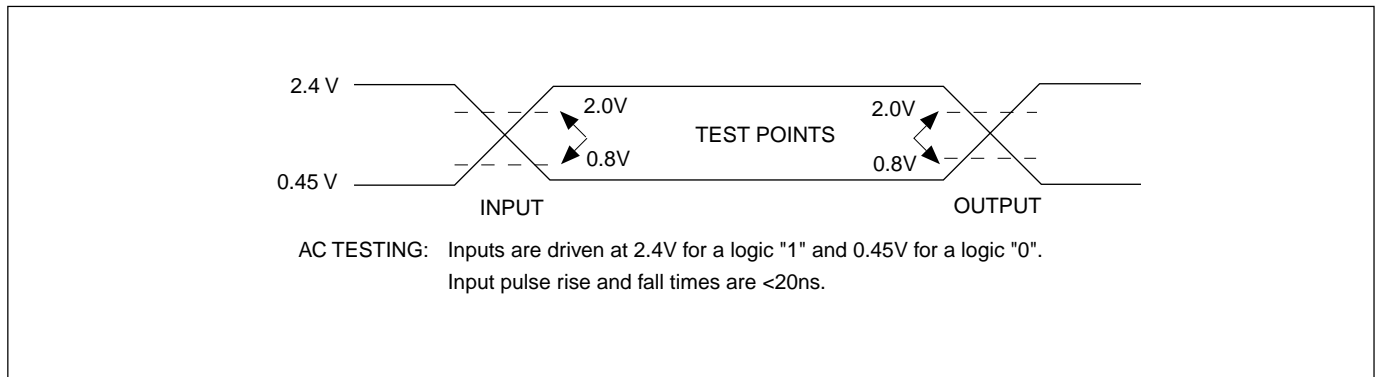 2.4 V
2.0V
2.0V
TEST POINTS
0.8V
0.8V
0.45 V
INPUT
OUTPUT
AC TESTING: Inputs are driven at 2.4V for a logic "1" and 0.45V for a logic "0".
Input pulse rise and fall times are <20ns.